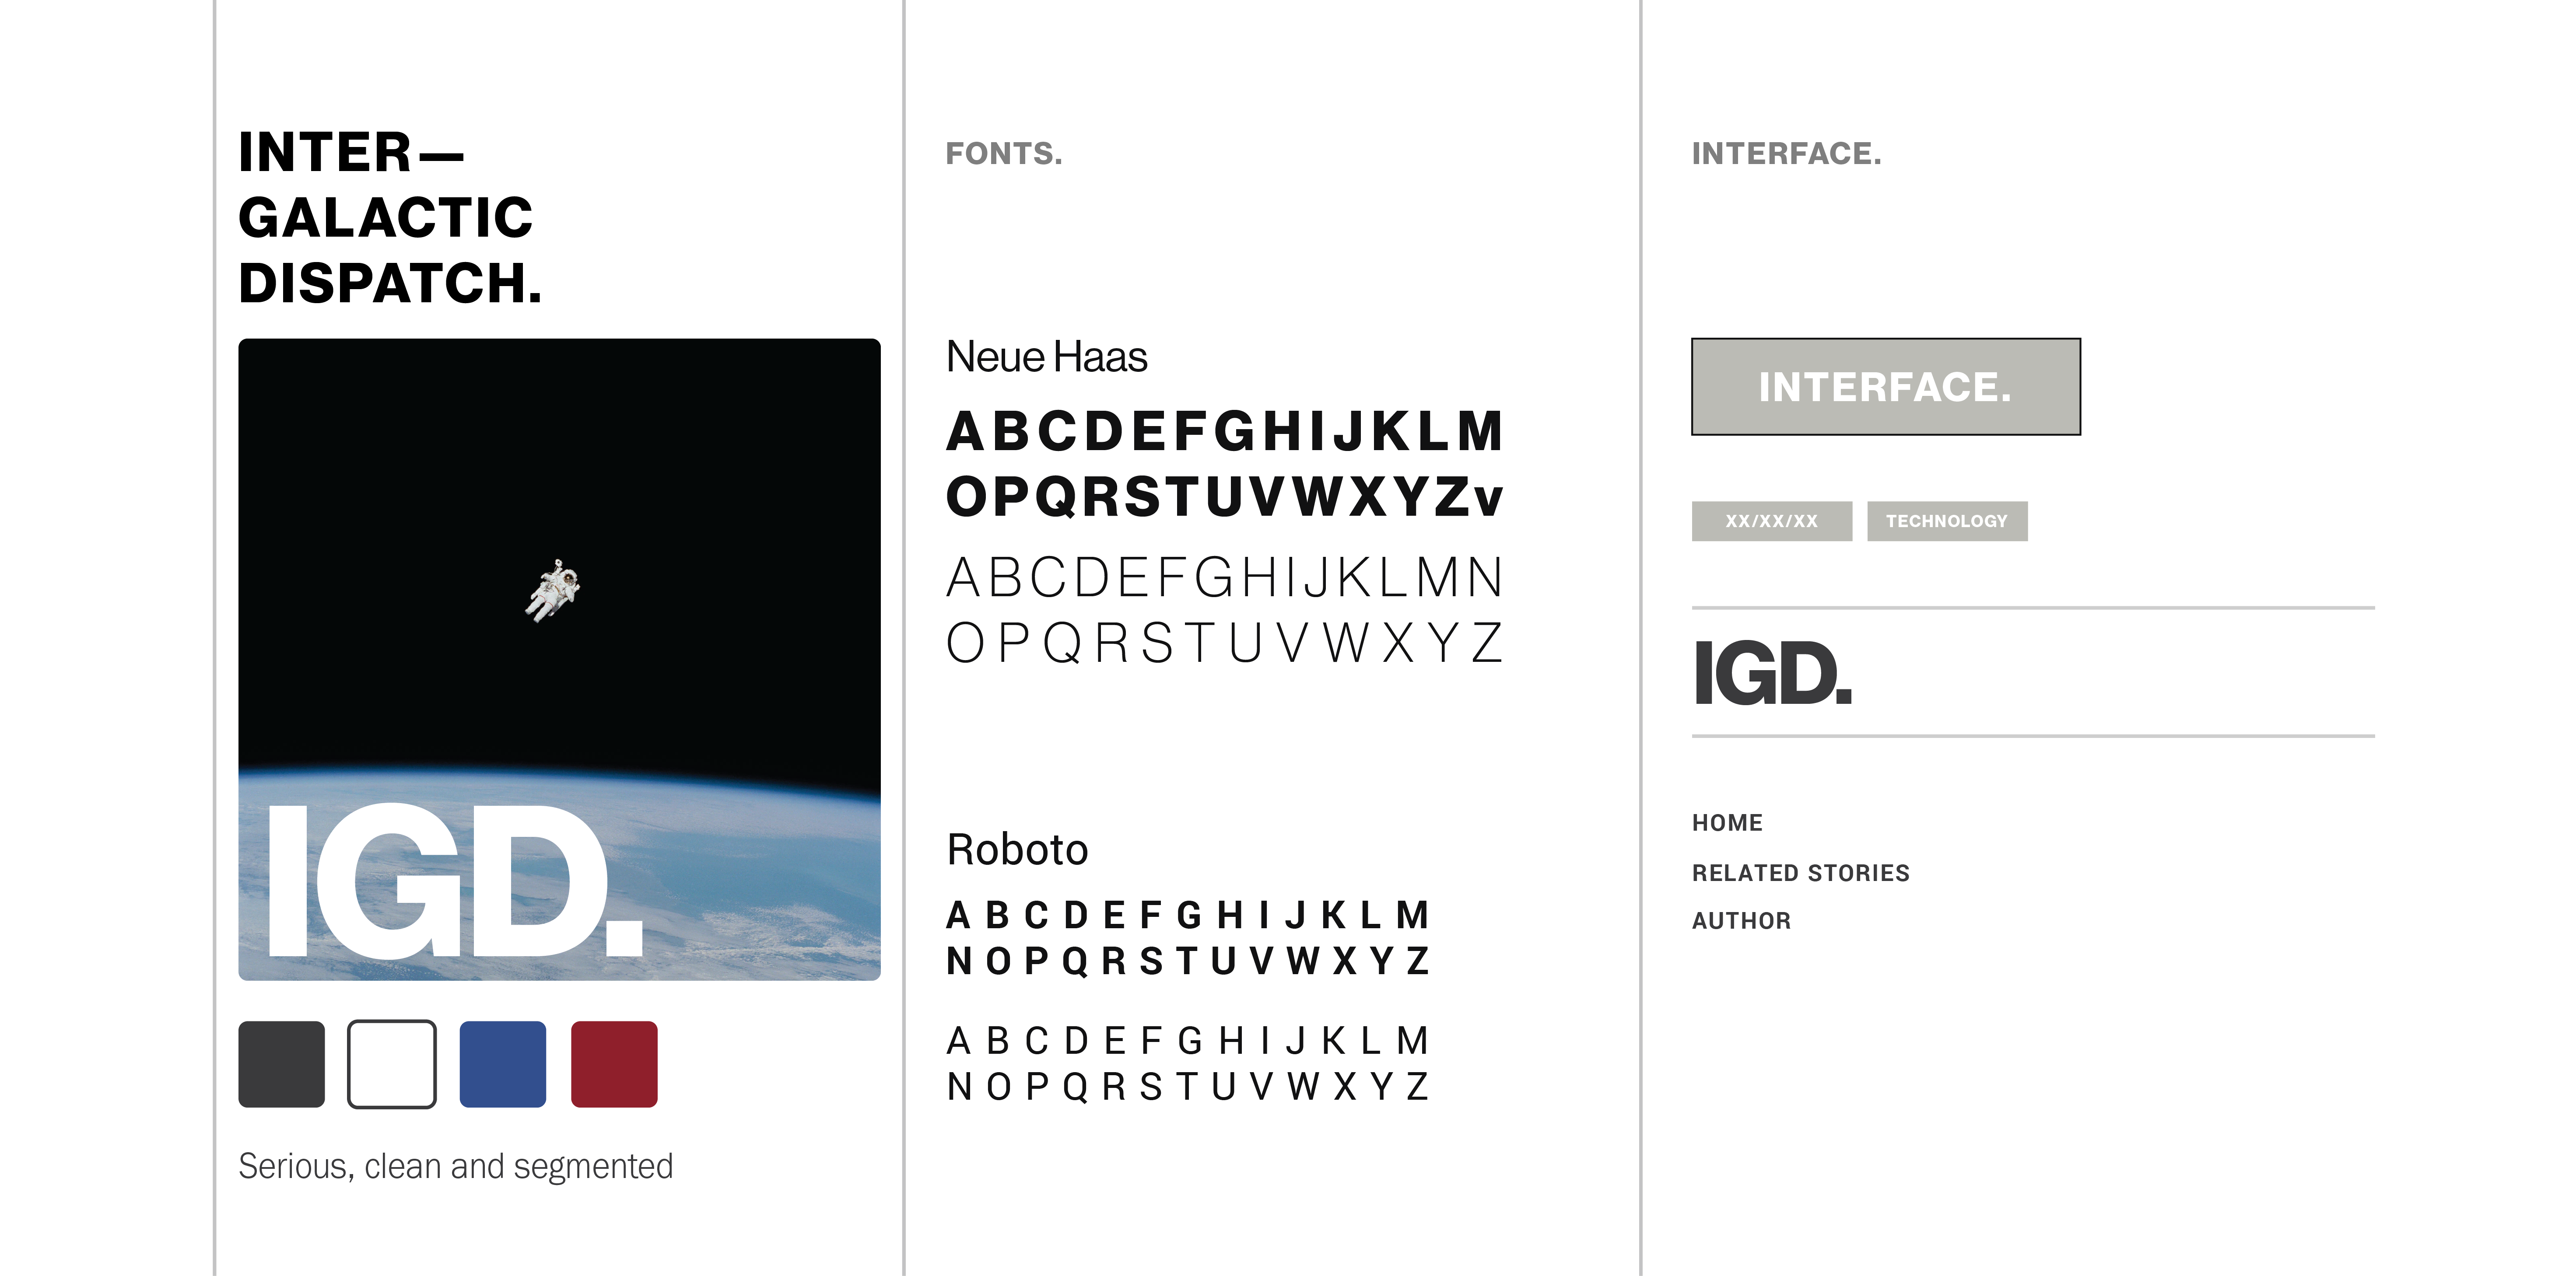 INTER—
GALACTIC
DISPATCH.
IGD.
Serious, clean and segmented
FONTS.
Neue Haas
ABCDEFGHIJKLM
OPQRSTUVWXYZv
ABCDEFGHIJKLMN
OPQRSTUVWXYZ
Roboto
A B C D E F G H I J K L M
N O P Q R S T U V W X Y Z
A B C D E F G H I J K L M
N O P Q R S T U V W X Y Z
INTERFACE.
INTERFACE.
XX/XX/XX TECHNOLOGY
IGD.
HOME
RELATED STORIES
AUTHOR